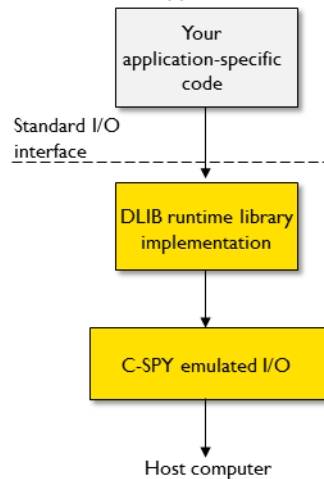 Your
application-specific
code
Standard I/O
interface
DLIB runtime library
implementation
C-SPY emulated I/O
Host computer